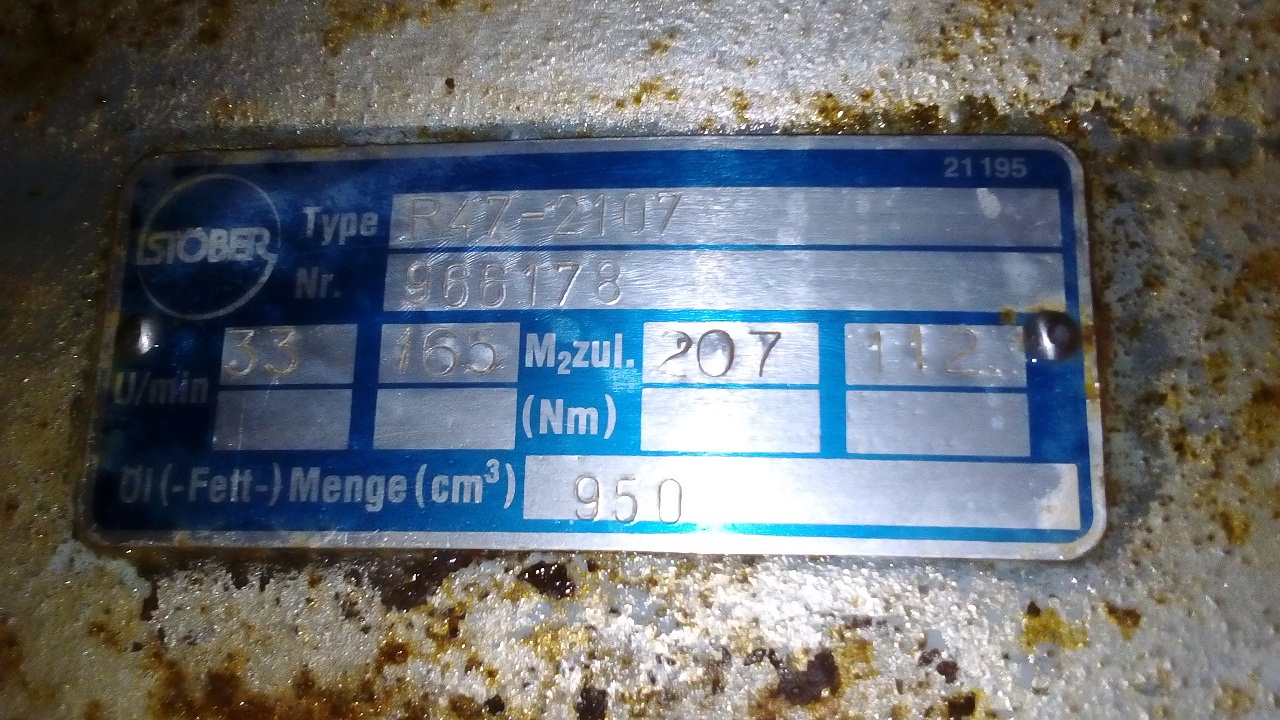 21 195
STÖBER
Type R47-2107
Nr. 966178
U/min 33 165 M₂zul. (Nm) 207 112
Öl (-Fett-) Menge (cm³) 950